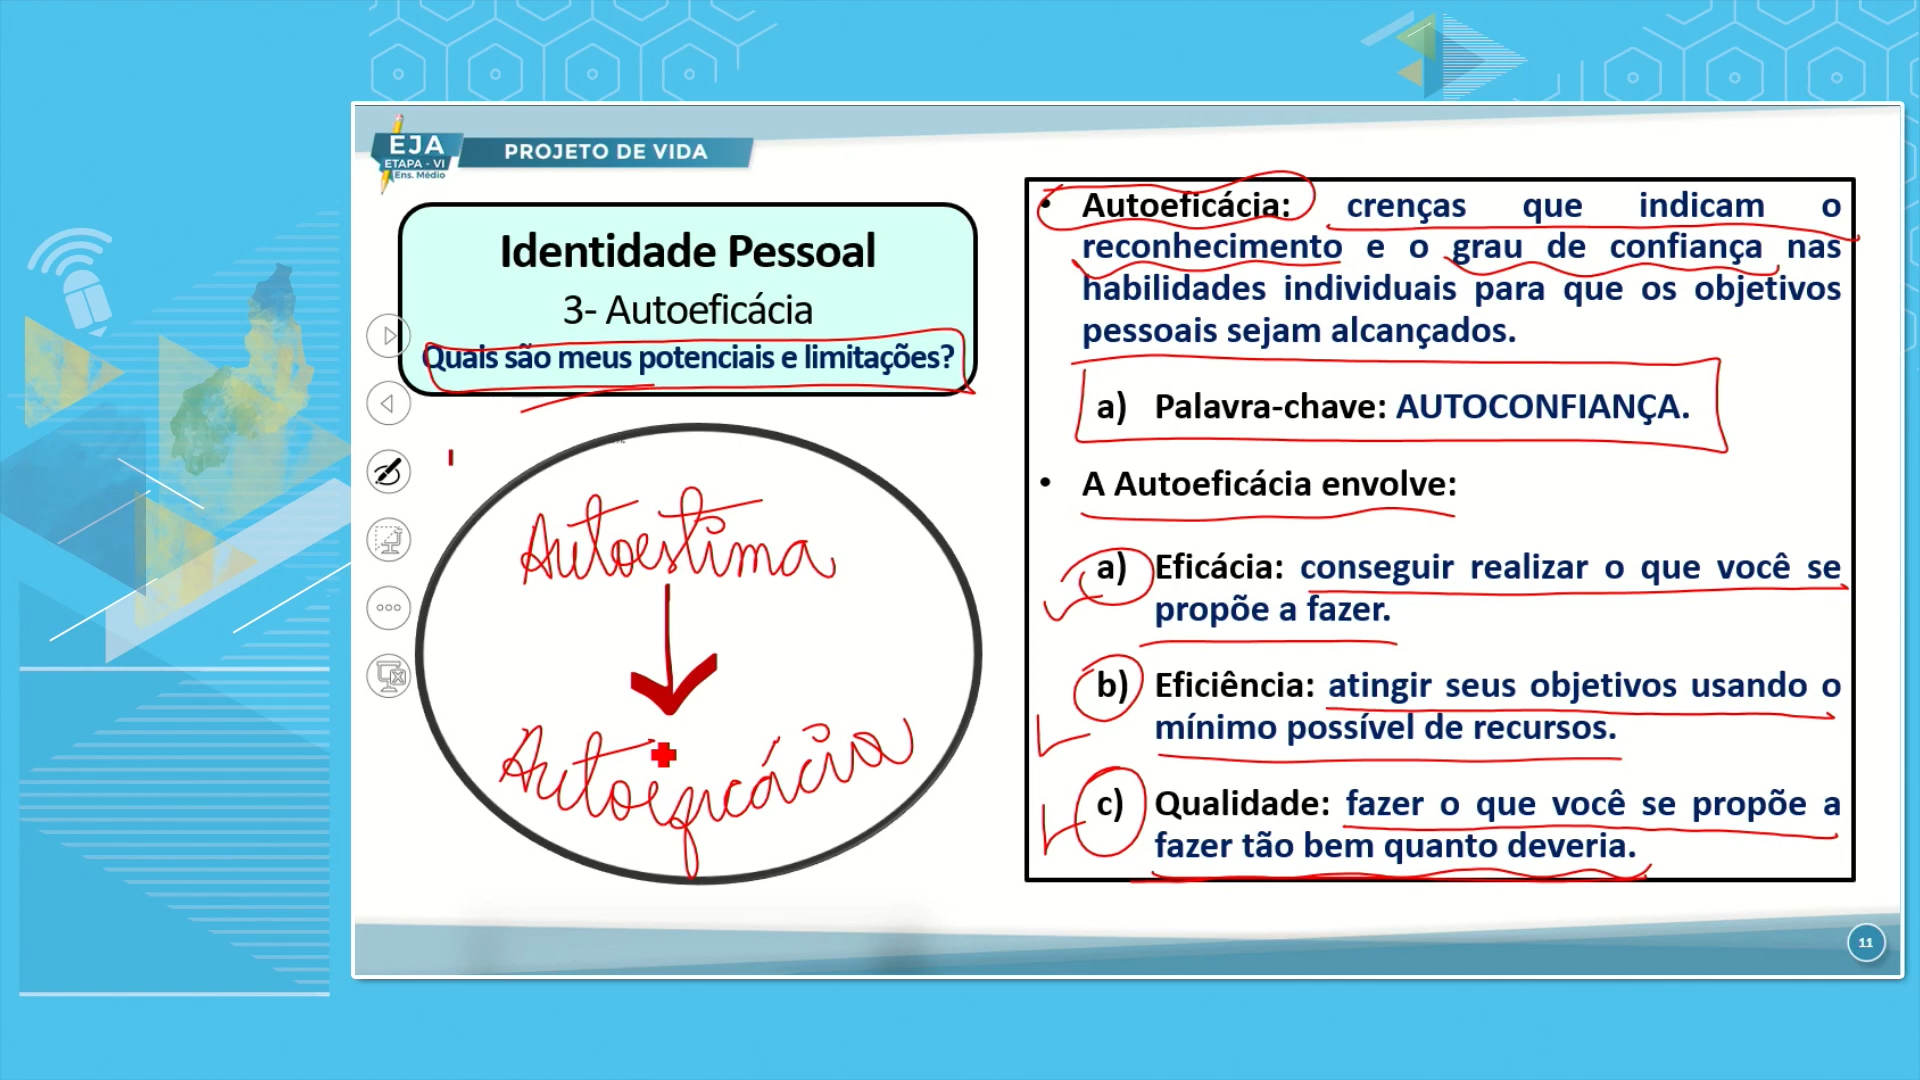 EJA
ETAPA - VI
Ens. Médio
PROJETO DE VIDA
Identidade Pessoal
3- Autoeficácia
Quais são meus potenciais e limitações?
Autoestima
Autoeficácia
• Autoeficácia: crenças que indicam o
reconhecimento e o grau de confiança nas
habilidades individuais para que os objetivos
pessoais sejam alcançados.
a) Palavra-chave: AUTOCONFIANÇA.
• A Autoeficácia envolve:
a) Eficácia: conseguir realizar o que você se
propõe a fazer.
b) Eficiência: atingir seus objetivos usando o
mínimo possível de recursos.
c) Qualidade: fazer o que você se propõe a
fazer tão bem quanto deveria.
11